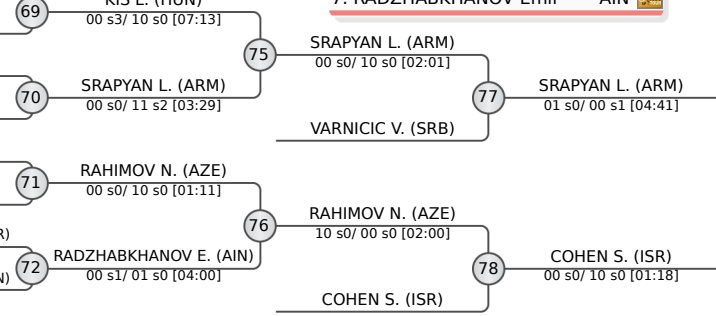 KIS L. (HUN)
7. RADZHABKHANOV Emil AIN
69
00 s3/ 10 s0 [07:13]
75
SRAPYAN L. (ARM)
00 s0/ 10 s0 [02:01]
70
SRAPYAN L. (ARM)
00 s0/ 11 s2 [03:29]
77
SRAPYAN L. (ARM)
01 s0/ 00 s1 [04:41]
VARNICIC V. (SRB)
71
RAHIMOV N. (AZE)
00 s0/ 10 s0 [01:11]
76
RAHIMOV N. (AZE)
10 s0/ 00 s0 [02:00]
R)
72
RADZHABKHANOV E. (AIN)
00 s1/ 01 s0 [04:00]
N)
78
COHEN S. (ISR)
00 s0/ 10 s0 [01:18]
COHEN S. (ISR)